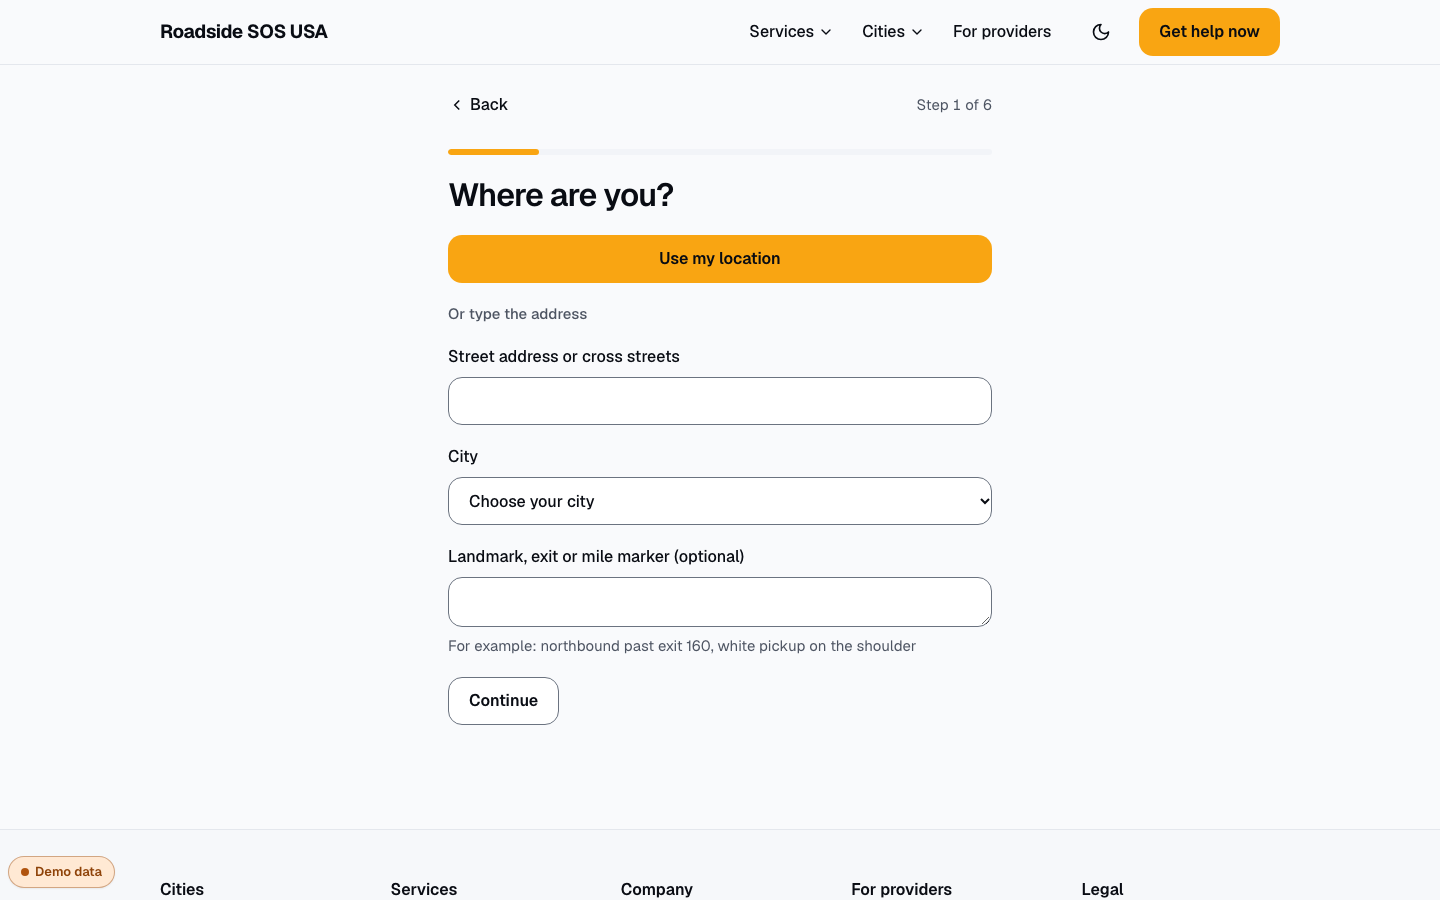 Roadside SOS USA
Services
Cities
For providers
Get help now
Back
Step 1 of 6
Where are you?
Use my location
Or type the address
Street address or cross streets
City
Choose your city
Landmark, exit or mile marker (optional)
For example: northbound past exit 160, white pickup on the shoulder
Continue
Demo data
Cities
Services
Company
For providers
Legal